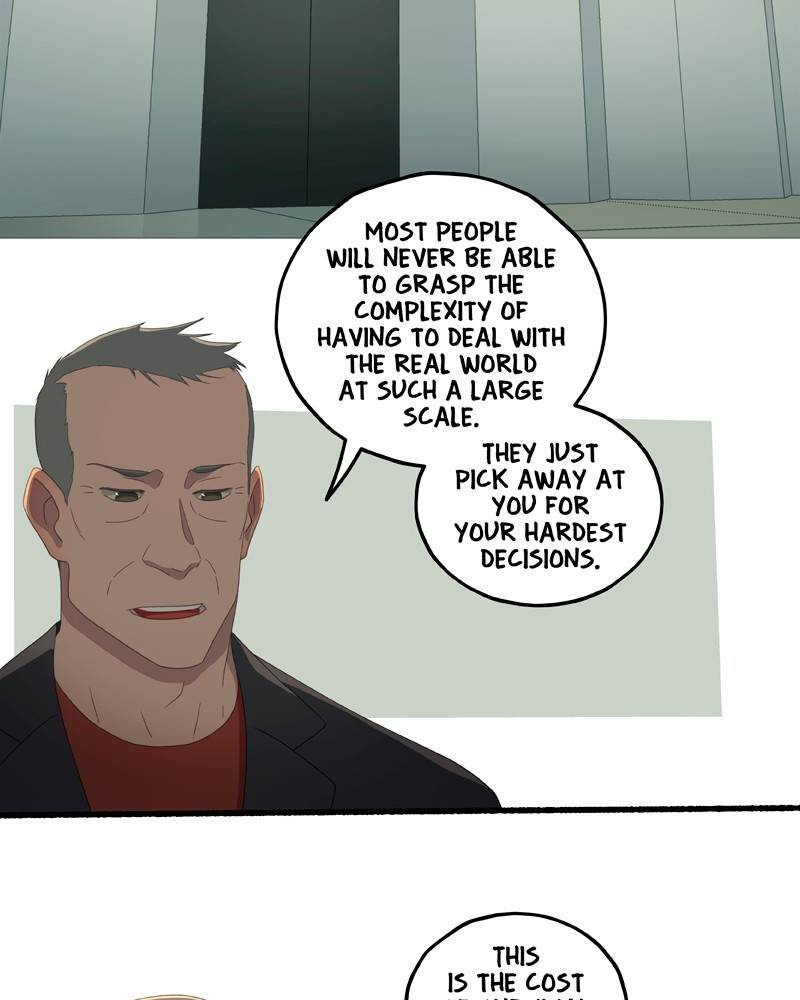 MOST PEOPLE
WILL NEVER BE ABLE
TO GRASP THE
COMPLEXITY OF
HAVING TO DEAL WITH
THE REAL WORLD
AT SUCH A LARGE
SCALE.
THEY JUST
PICK AWAY AT
YOU FOR
YOUR HARDEST
DECISIONS.
THIS
IS THE COST